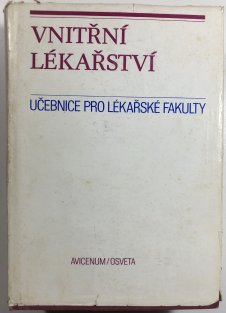 VNITŘNÍ
LÉKAŘSTVÍ
UČEBNICE PRO LÉKAŘSKÉ FAKULTY
AVICENUM/OSVETA